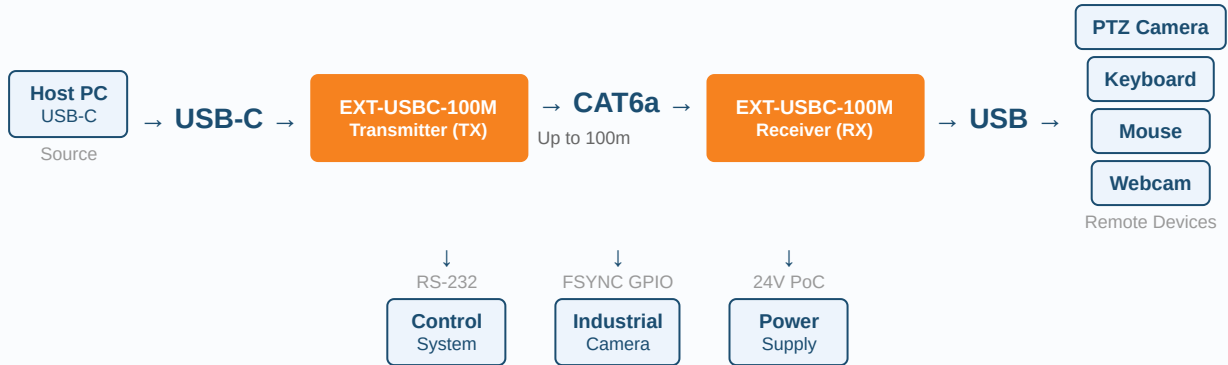 Host PC
USB-C
Source
→ USB-C →
EXT-USBC-100M
Transmitter (TX)
→ CAT6a →
Up to 100m
EXT-USBC-100M
Receiver (RX)
→ USB →
PTZ Camera
Keyboard
Mouse
Webcam
Remote Devices
↓
RS-232
Control
System
↓
FSYNC GPIO
Industrial
Camera
↓
24V PoC
Power
Supply